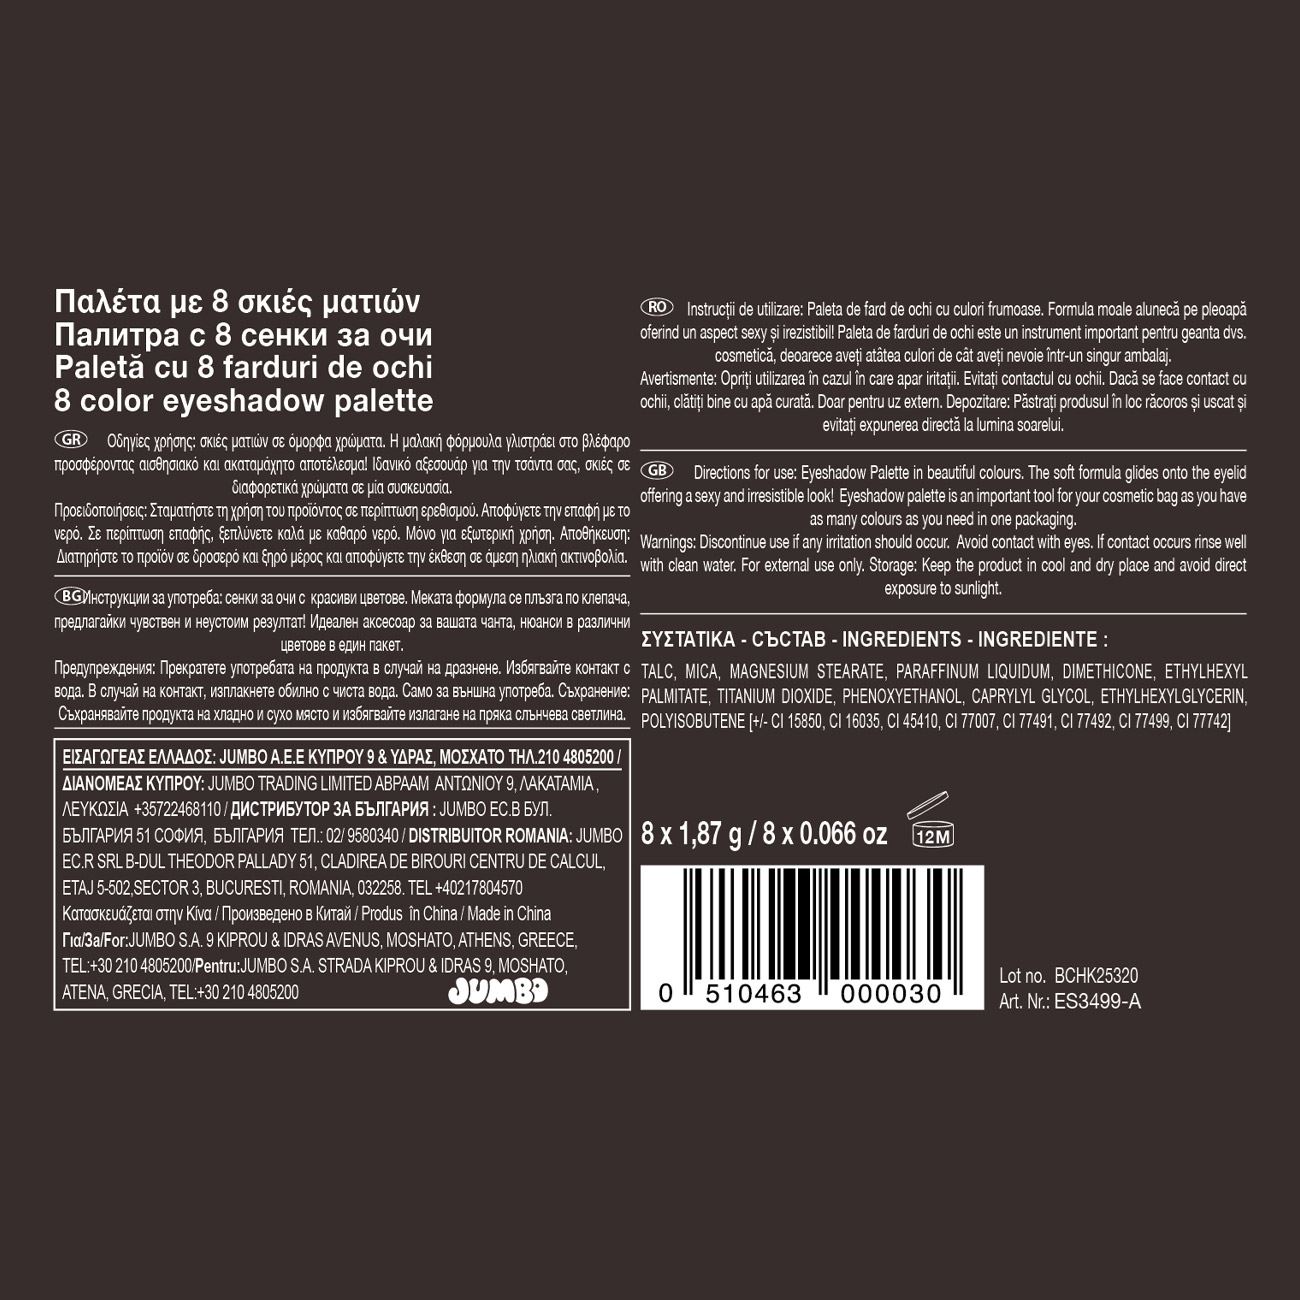 Παλέτα με 8 σκιές ματιών
Палитра с 8 сенки за очи
Paletă cu 8 farduri de ochi
8 color eyeshadow palette
GR Οδηγίες χρήσης: σκιές ματιών σε όμορφα χρώματα. Η μαλακή φόρμουλα γλιστράει στο βλέφαρο
προσφέροντας αισθησιακό και ακαταμάχητο αποτέλεσμα! Ιδανικό αξεσουάρ για την τσάντα σας, σκιές σε
διαφορετικά χρώματα σε μία συσκευασία.
Προειδοποιήσεις: Σταματήστε τη χρήση του προϊόντος σε περίπτωση ερεθισμού. Αποφύγετε την επαφή με το
νερό. Σε περίπτωση επαφής, ξεπλύνετε καλά με καθαρό νερό. Μόνο για εξωτερική χρήση. Αποθήκευση:
Διατηρήστε το προϊόν σε δροσερό και ξηρό μέρος και αποφύγετε την έκθεση σε άμεση ηλιακή ακτινοβολία.
BG Инструкции за употреба: сенки за очи с красиви цветове. Меката формула се плъзга по клепача,
предлагайки чувствен и неустоим резултат! Идеален аксесоар за вашата чанта, нюанси в различни
цветове в един пакет.
Предупреждения: Прекратете употребата на продукта в случай на дразнене. Избягвайте контакт с
вода. В случай на контакт, изплакнете обилно с чиста вода. Само за външна употреба. Съхранение:
Съхранявайте продукта на хладно и сухо място и избягвайте излагане на пряка слънчева светлина.
ΕΙΣΑΓΩΓΕΑΣ ΕΛΛΑΔΟΣ: JUMBO A.E.E ΚΥΠΡΟΥ 9 & ΥΔΡΑΣ, ΜΟΣΧΑΤΟ ΤΗΛ.210 4805200 /
ΔΙΑΝΟΜΕΑΣ ΚΥΠΡΟΥ: JUMBO TRADING LIMITED ΑΒΡΑΑΜ ΑΝΤΩΝΙΟΥ 9, ΛΑΚΑΤΑΜΙΑ ,
ΛΕΥΚΩΣΙΑ +35722468110 / ДИСТРИБУТОР ЗА БЪЛГАРИЯ : JUMBO EC.B БУЛ.
БЪЛГАРИЯ 51 СОФИЯ, БЪЛГАРИЯ ТЕЛ.: 02/ 9580340 / DISTRIBUITOR ROMANIA: JUMBO
EC.R SRL B-DUL THEODOR PALLADY 51, CLADIREA DE BIROURI CENTRU DE CALCUL,
ETAJ 5-502,SECTOR 3, BUCURESTI, ROMANIA, 032258. TEL +40217804570
Κατασκευάζεται στην Κίνα / Произведено в Китай / Produs în China / Made in China
Για/За/For:JUMBO S.A. 9 KIPROU & IDRAS AVENUS, MOSHATO, ATHENS, GREECE,
TEL:+30 210 4805200/Pentru:JUMBO S.A. STRADA KIPROU & IDRAS 9, MOSHATO,
ATENA, GRECIA, TEL:+30 210 4805200
JUMBO
RO Instrucții de utilizare: Paleta de fard de ochi cu culori frumoase. Formula moale alunecă pe pleoapă
oferind un aspect sexy și irezistibil! Paleta de farduri de ochi este un instrument important pentru geanta dvs.
cosmetică, deoarece aveți atâtea culori de cât aveți nevoie într-un singur ambalaj.
Avertismente: Opriți utilizarea în cazul în care apar iritații. Evitați contactul cu ochii. Dacă se face contact cu
ochii, clătiți bine cu apă curată. Doar pentru uz extern. Depozitare: Păstrați produsul în loc răcoros și uscat și
evitați expunerea directă la lumina soarelui.
GB Directions for use: Eyeshadow Palette in beautiful colours. The soft formula glides onto the eyelid
offering a sexy and irresistible look! Eyeshadow palette is an important tool for your cosmetic bag as you have
as many colours as you need in one packaging.
Warnings: Discontinue use if any irritation should occur. Avoid contact with eyes. If contact occurs rinse well
with clean water. For external use only. Storage: Keep the product in cool and dry place and avoid direct
exposure to sunlight.
ΣΥΣΤΑΤΙΚΑ - СЪСТАВ - INGREDIENTS - INGREDIENTE :
TALC, MICA, MAGNESIUM STEARATE, PARAFFINUM LIQUIDUM, DIMETHICONE, ETHYLHEXYL
PALMITATE, TITANIUM DIOXIDE, PHENOXYETHANOL, CAPRYLYL GLYCOL, ETHYLHEXYLGLYCERIN,
POLYISOBUTENE [+/- CI 15850, CI 16035, CI 45410, CI 77007, CI 77491, CI 77492, CI 77499, CI 77742]
8 x 1,87 g / 8 x 0.066 oz
12M
0 510463 000030
Lot no. BCHK25320
Art. Nr.: ES3499-A